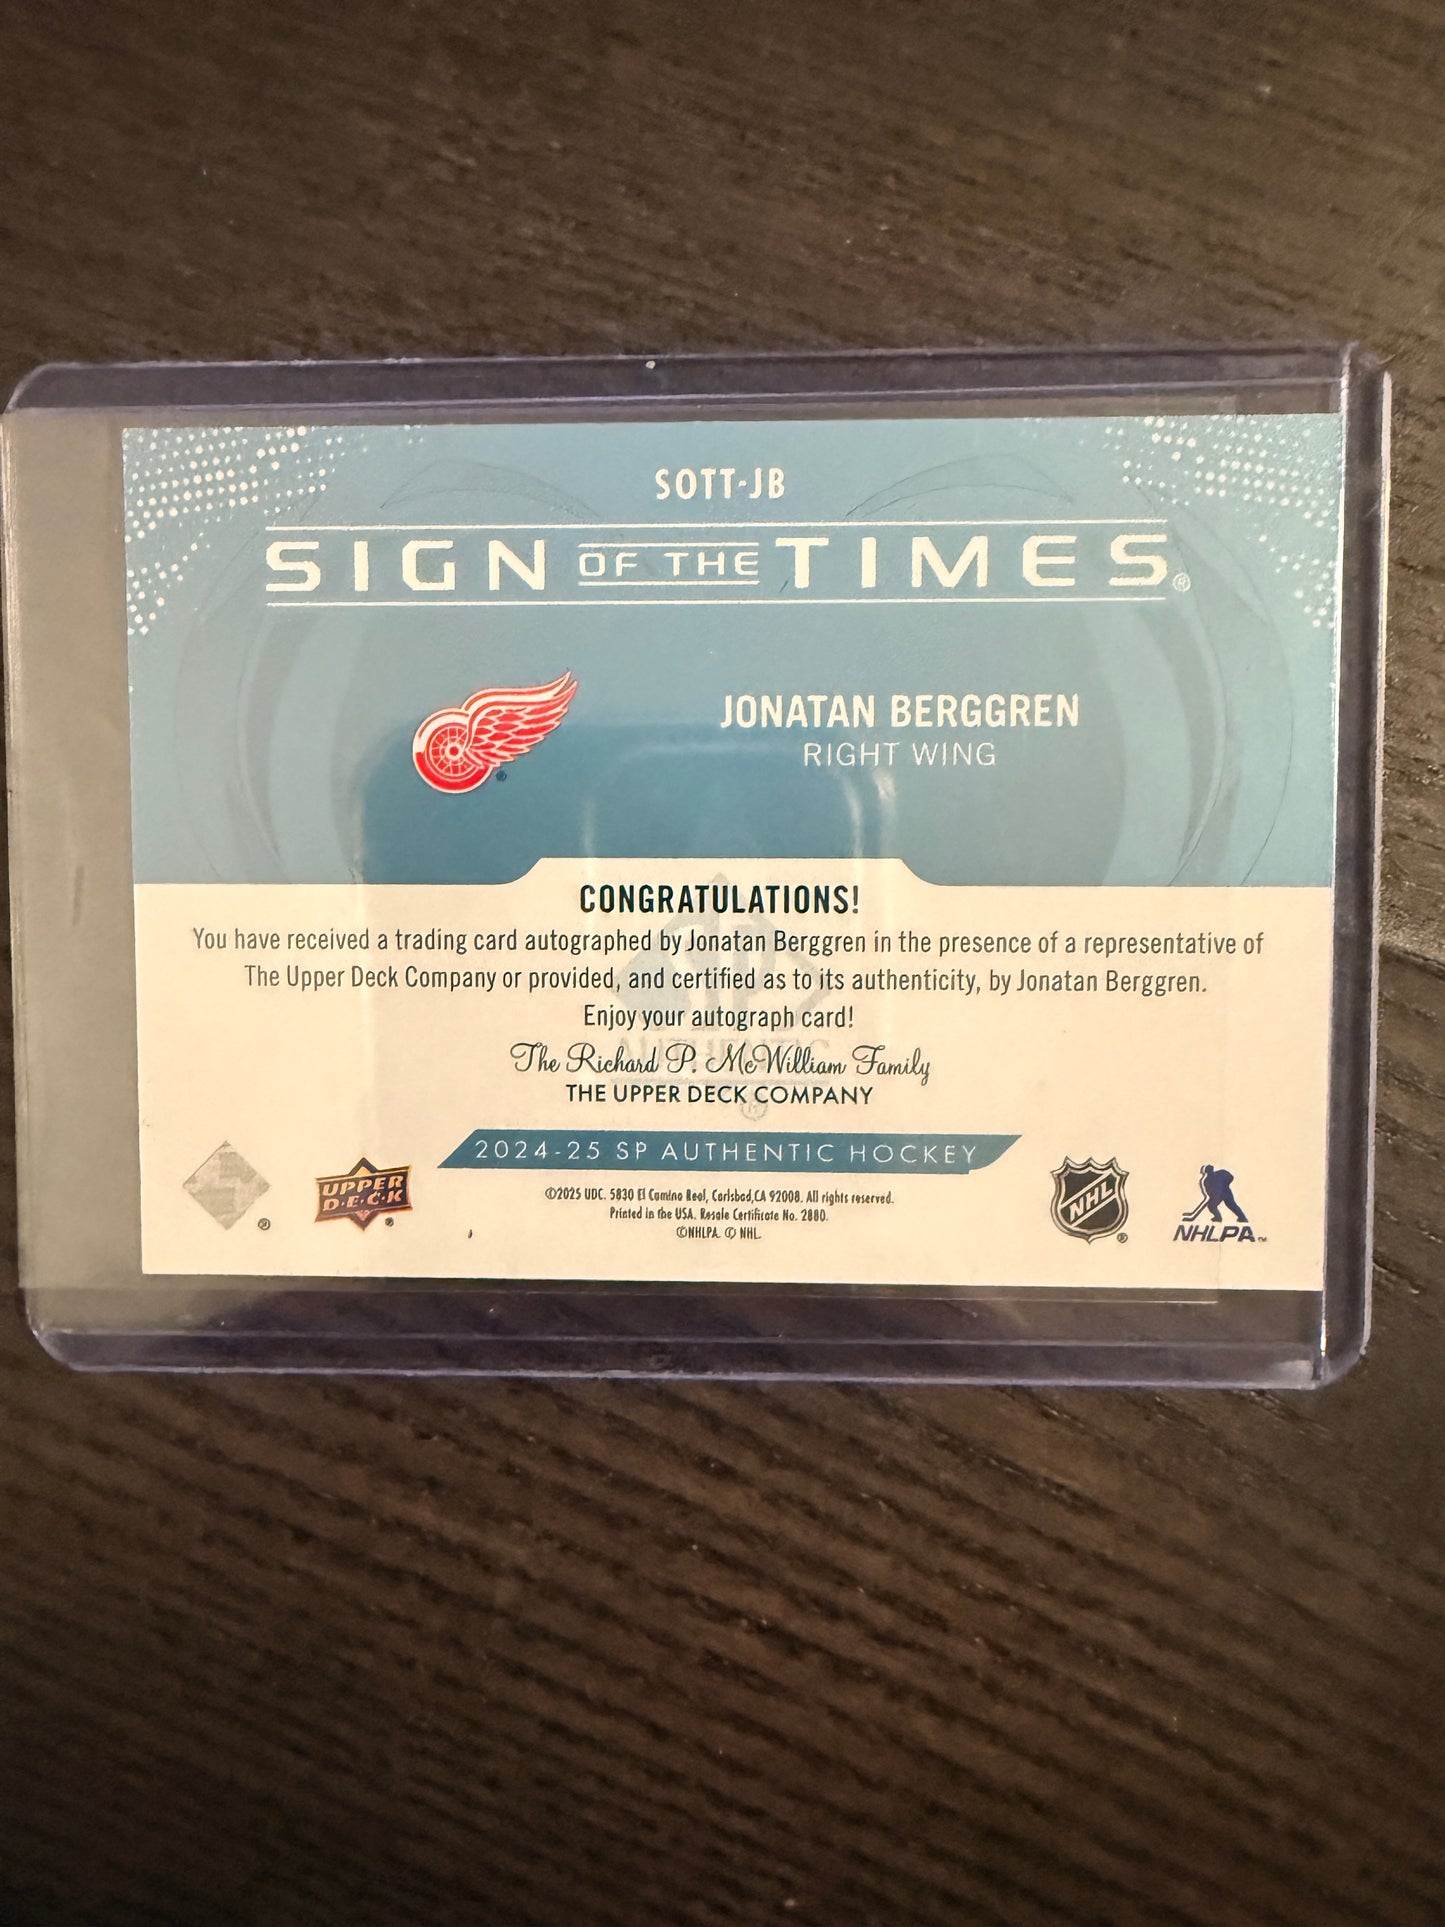 SOTT-JB
SIGN OF THE TIMES®
JONATAN BERGGREN
RIGHT WING
CONGRATULATIONS!
You have received a trading card autographed by Jonatan Berggren in the presence of a representative of
The Upper Deck Company or provided, and certified as to its authenticity, by Jonatan Berggren.
Enjoy your autograph card!
The Richard P. McWilliam Family
THE UPPER DECK COMPANY
2024-25 SP AUTHENTIC HOCKEY
UPPER
D·E·C·K
©2025 UDC. 5830 El Camino Real, Carlsbad,CA 92008. All rights reserved.
Printed in the USA. Resale Certificate No. 2880.
©NHLPA. © NHL.
NHL
NHLPA™